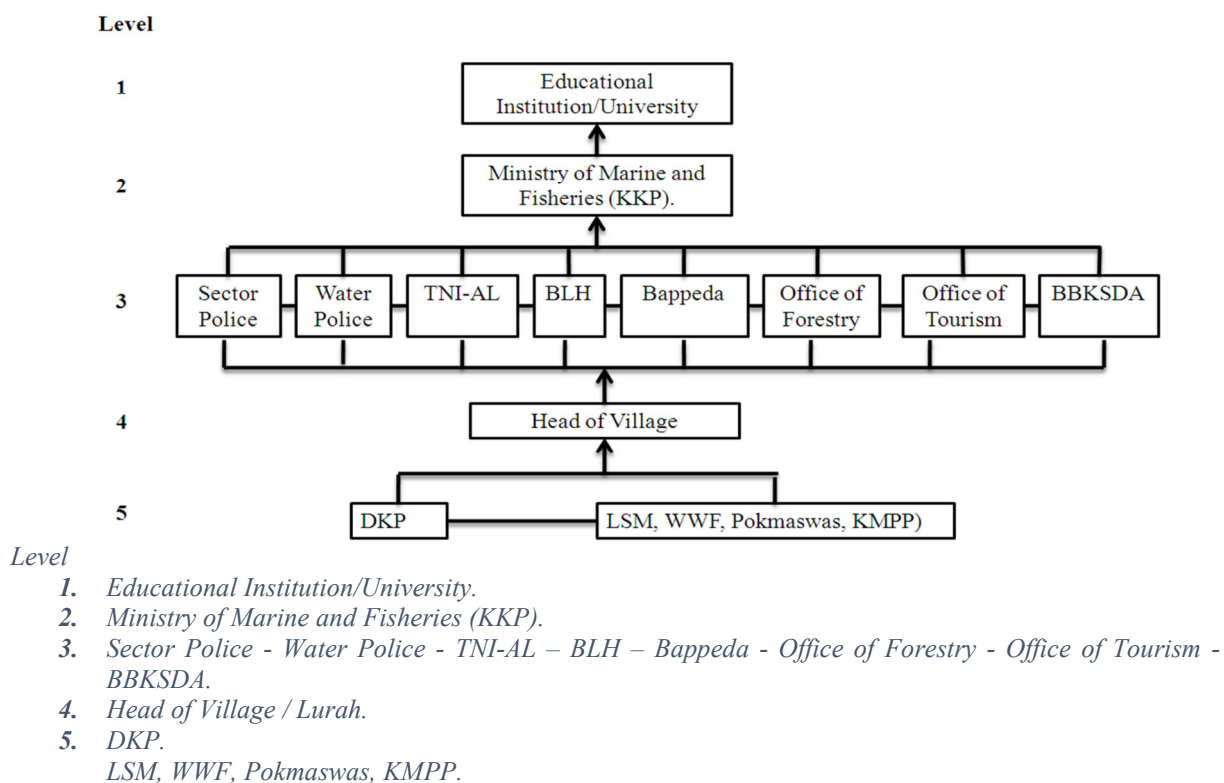 Level
1
Educational
Institution/University
2
Ministry of Marine and
Fisheries (KKP).
3
Sector
Police
Water
Police
TNI-AL
BLH
Bappeda
Office of
Forestry
Office of
Tourism
BBKSDA
4
Head of Village
5
DKP
LSM, WWF, Pokmaswas, KMPP)
Level
1. Educational Institution/University.
2. Ministry of Marine and Fisheries (KKP).
3. Sector Police - Water Police - TNI-AL – BLH – Bappeda - Office of Forestry - Office of Tourism -
BBKSDA.
4. Head of Village / Lurah.
5. DKP.
LSM, WWF, Pokmaswas, KMPP.